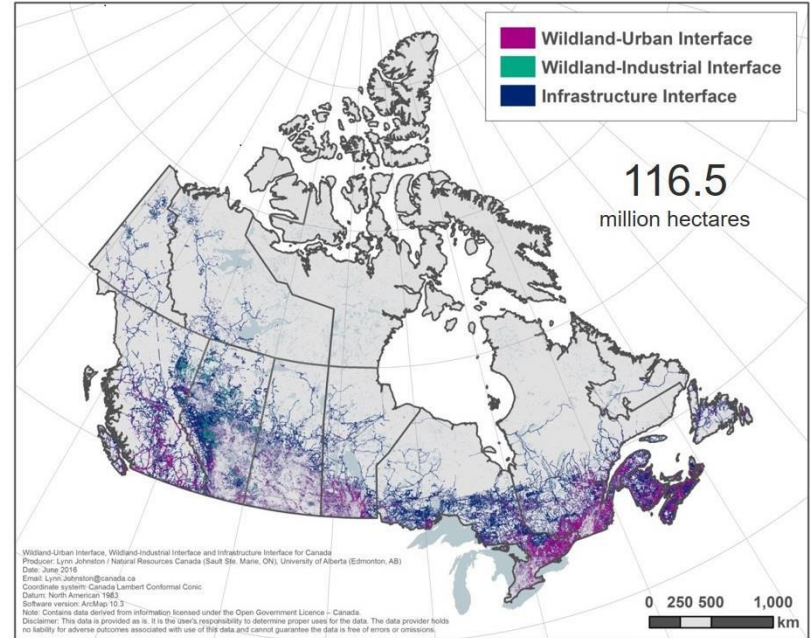 Wildland-Urban Interface
Wildland-Industrial Interface
Infrastructure Interface
116.5
million hectares
Wildland-Urban Interface, Wildland-Industrial Interface and Infrastructure Interface for Canada
Producer: Lynn Johnston / Natural Resources Canada (Sault Ste. Marie, ON), University of Alberta (Edmonton, AB)
Date: June 2016
Email: Lynn.Johnston@canada.ca
Coordinate system: Canada Lambert Conformal Conic
Datum: North American 1983
Software version: ArcMap 10.3
Note: Contains data derived from information licensed under the Open Government Licence – Canada.
Disclaimer: This data is provided as is. It is the user's responsibility to determine proper uses for the data. The data provider holds
no liability for adverse outcomes associated with use of this data and cannot guarantee the data is free of errors or omissions.
0 250 500 1,000
km